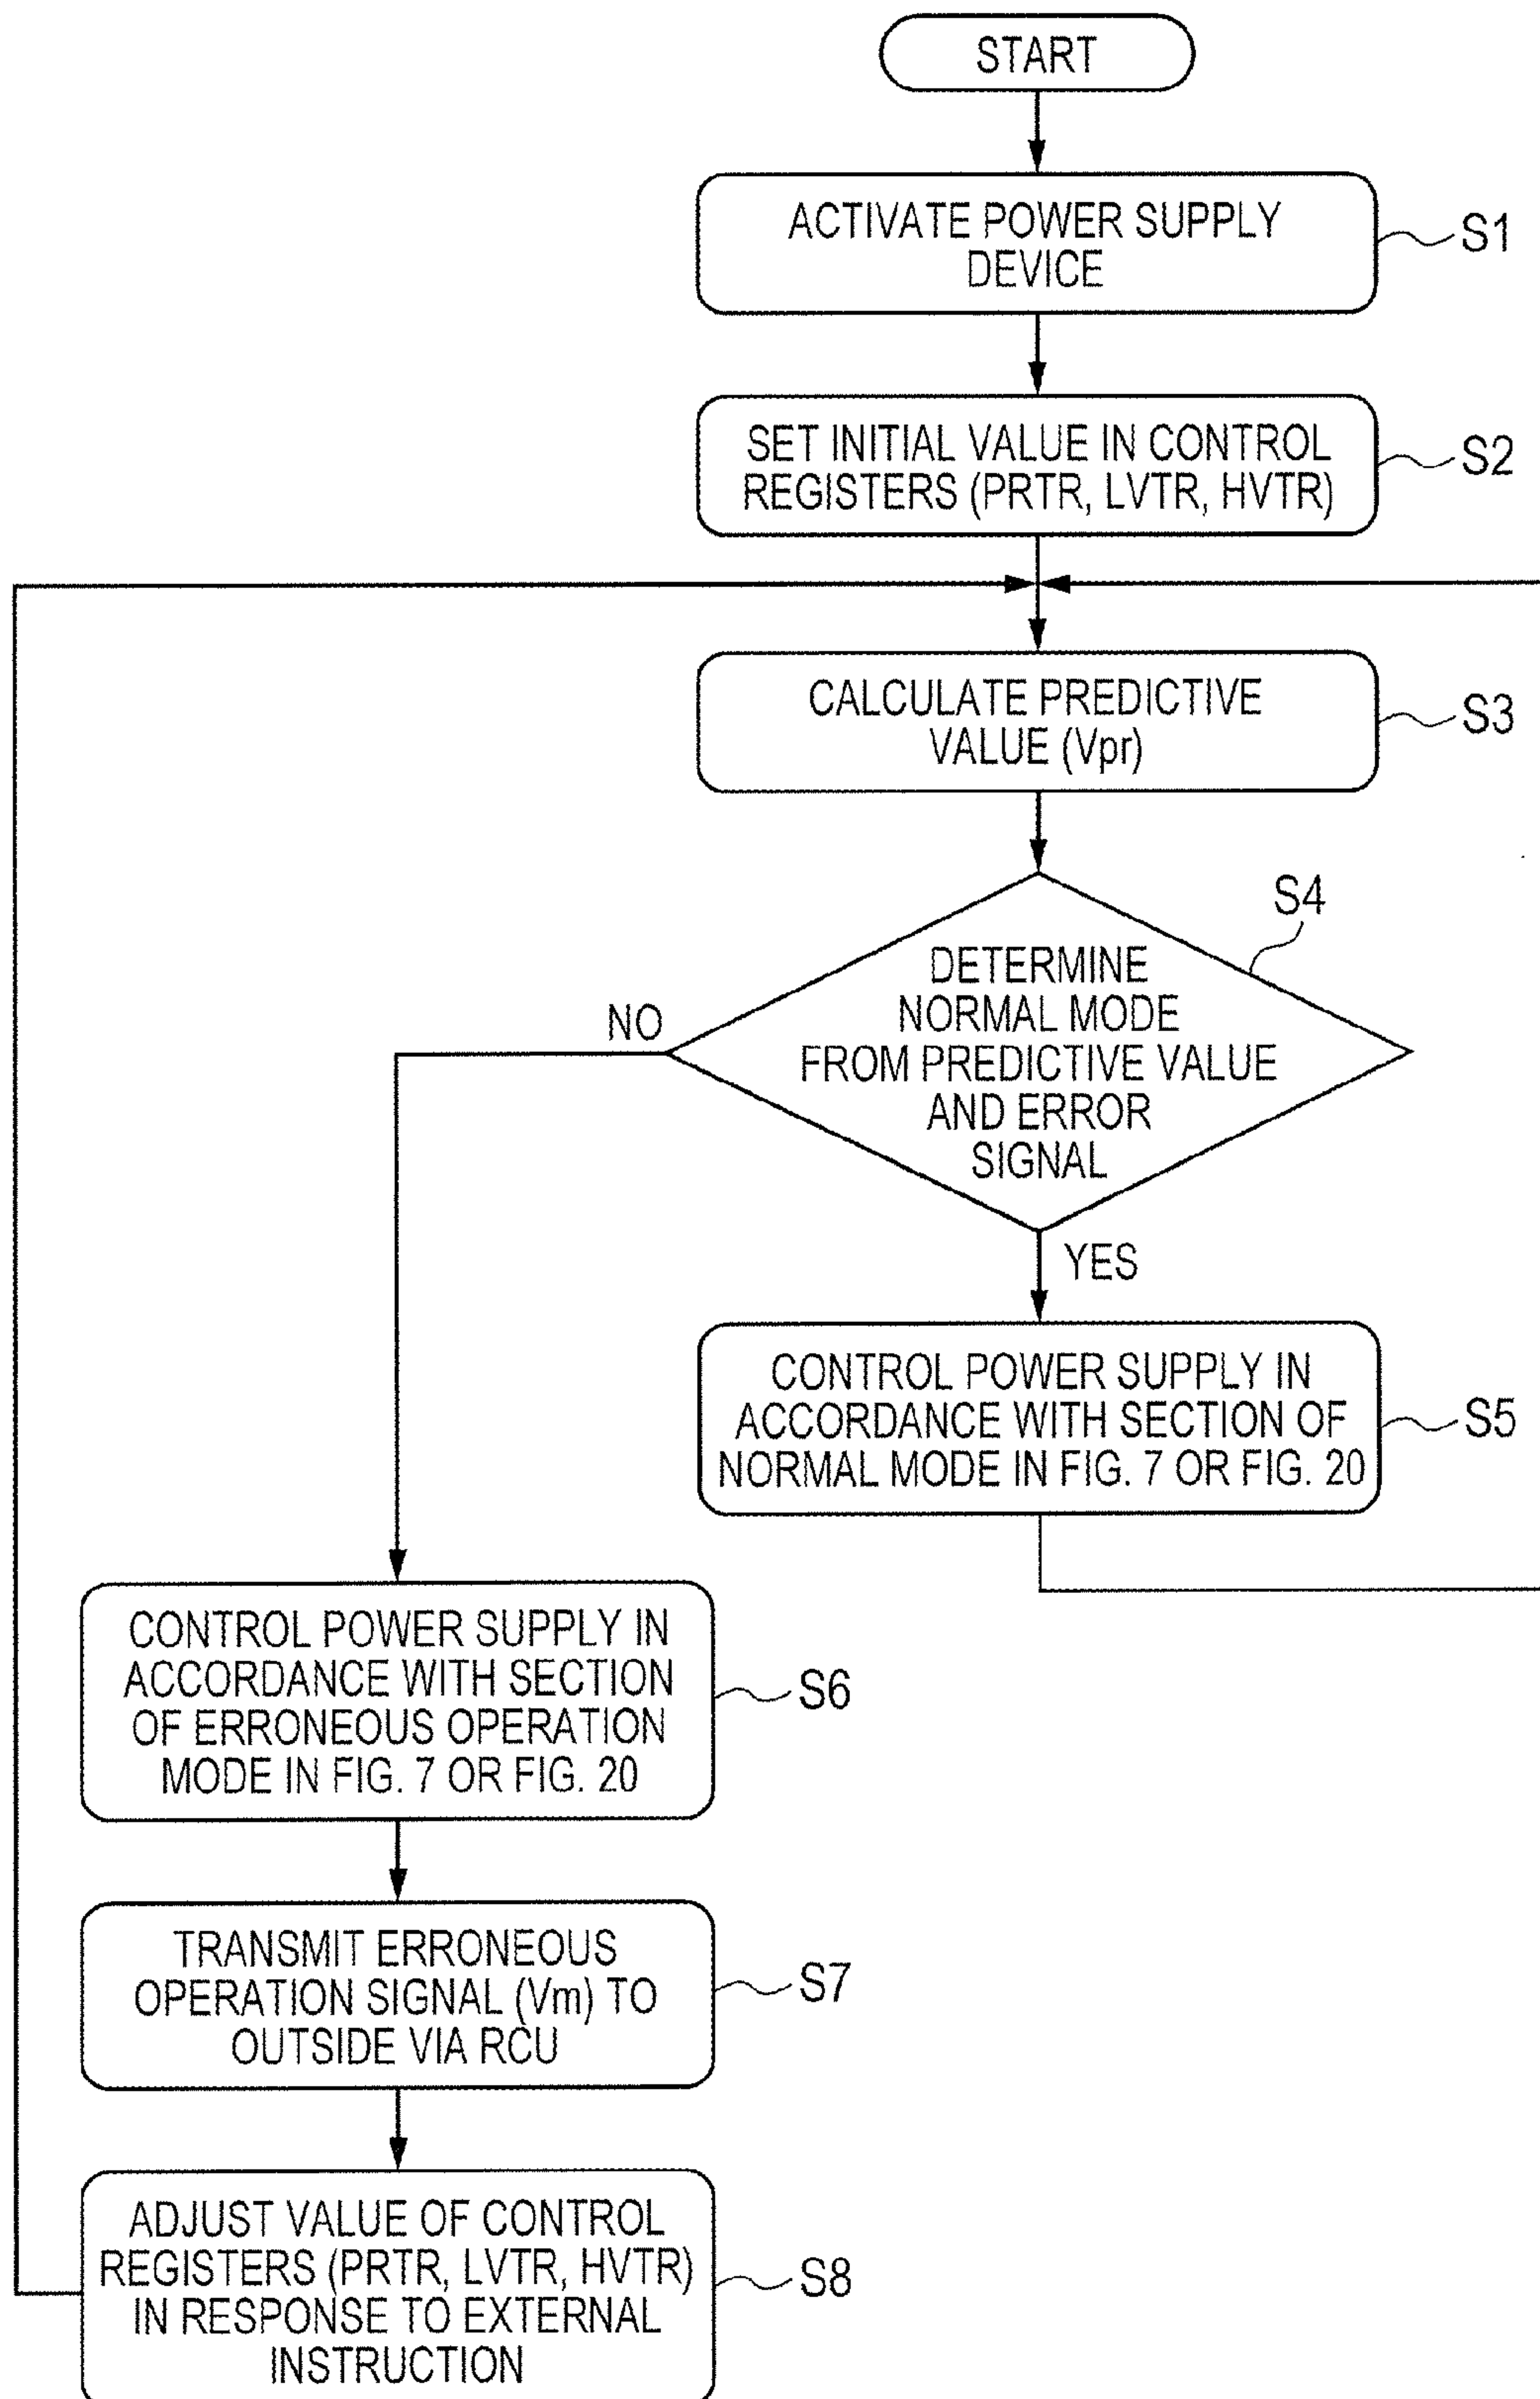 START
ACTIVATE POWER SUPPLY
DEVICE
S1
SET INITIAL VALUE IN CONTROL
REGISTERS (PRTR, LVTR, HVTR)
S2
CALCULATE PREDICTIVE
VALUE (Vpr)
S3
S4
DETERMINE
NORMAL MODE
FROM PREDICTIVE VALUE
AND ERROR
SIGNAL
NO
YES
CONTROL POWER SUPPLY IN
ACCORDANCE WITH SECTION OF
NORMAL MODE IN FIG. 7 OR FIG. 20
S5
CONTROL POWER SUPPLY IN
ACCORDANCE WITH SECTION
OF ERRONEOUS OPERATION
MODE IN FIG. 7 OR FIG. 20
S6
TRANSMIT ERRONEOUS
OPERATION SIGNAL (Vm) TO
OUTSIDE VIA RCU
S7
ADJUST VALUE OF CONTROL
REGISTERS (PRTR, LVTR, HVTR)
IN RESPONSE TO EXTERNAL
INSTRUCTION
S8